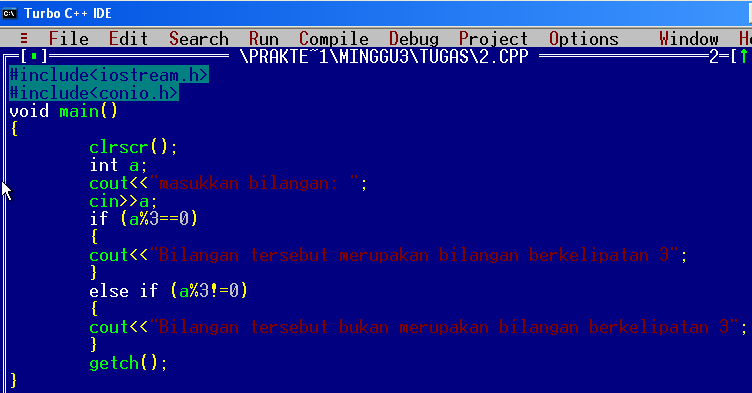 Turbo C++ IDE
≡ File Edit Search Run Compile Debug Project Options Window
[■] \PRAKTE~1\MINGGU3\TUGAS\2.CPP 2=[↑
#include<iostream.h>
#include<conio.h>
void main()
{
clrscr();
int a;
cout<<"masukkan bilangan: ";
cin>>a;
if (a%3==0)
{
cout<<"Bilangan tersebut merupakan bilangan berkelipatan 3";
}
else if (a%3!=0)
{
cout<<"Bilangan tersebut bukan merupakan bilangan berkelipatan 3";
}
getch();
}